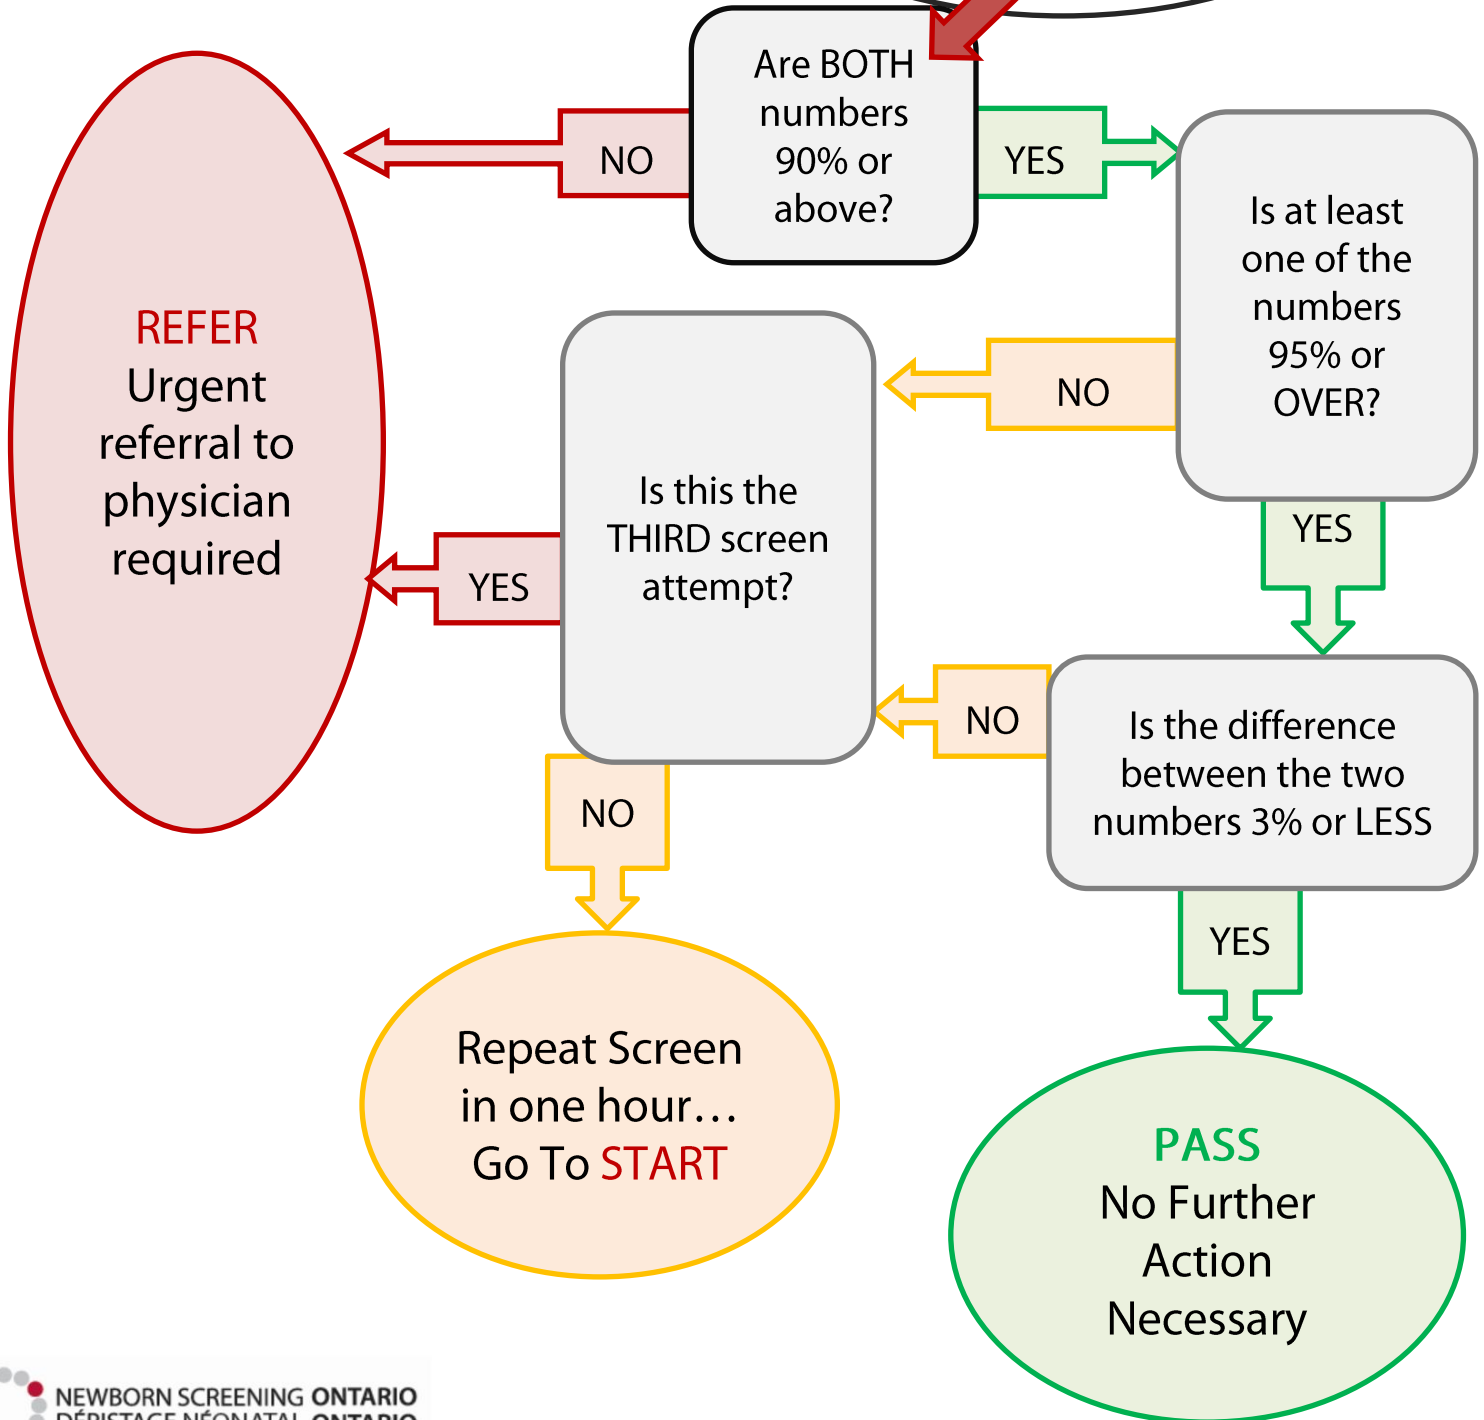 Are BOTH
numbers
90% or
above?
NO
YES
Is at least
one of the
numbers
95% or
OVER?
NO
YES
REFER
Urgent
referral to
physician
required
Is this the
THIRD screen
attempt?
YES
NO
Is the difference
between the two
numbers 3% or LESS
NO
YES
Repeat Screen
in one hour…
Go To START
PASS
No Further
Action
Necessary
NEWBORN SCREENING ONTARIO
DÉPISTAGE NÉONATAL ONTARIO